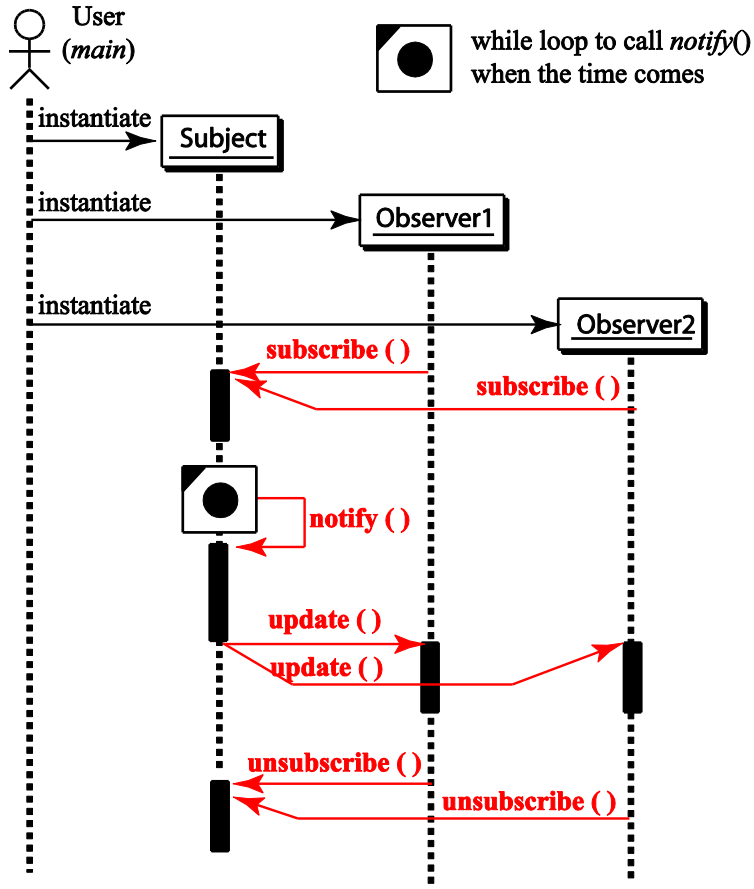 User
(main)
while loop to call notify()
when the time comes
instantiate
Subject
instantiate
Observer1
instantiate
Observer2
subscribe ( )
subscribe ( )
notify ( )
update ( )
update ( )
unsubscribe ( )
unsubscribe ( )